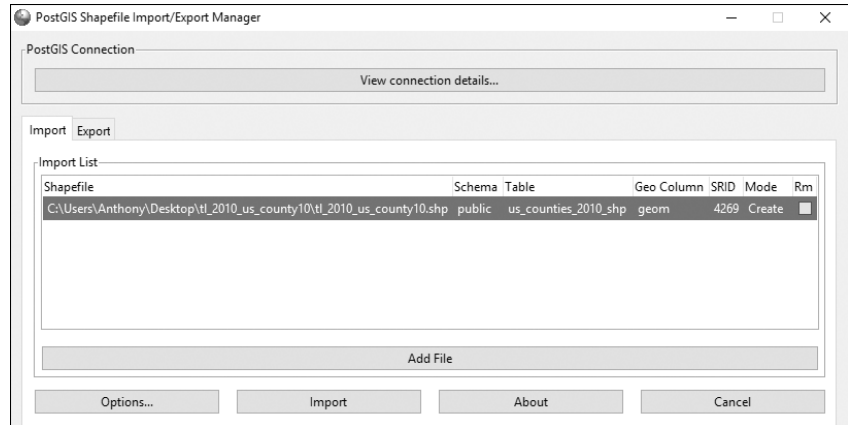 PostGIS Shapefile Import/Export Manager
PostGIS Connection
View connection details...
Import Export
Import List
Shapefile Schema Table Geo Column SRID Mode Rm
C:\Users\Anthony\Desktop\tl_2010_us_county10\tl_2010_us_county10.shp public us_counties_2010_shp geom 4269 Create
Add File
Options... Import About Cancel